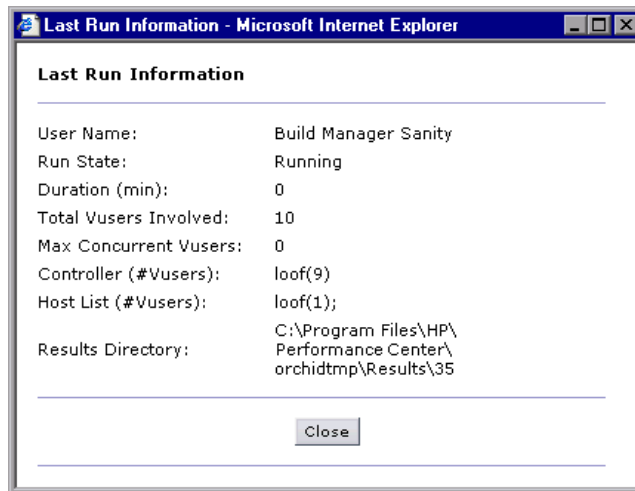 Last Run Information - Microsoft Internet Explorer
Last Run Information
User Name: Build Manager Sanity
Run State: Running
Duration (min): 0
Total Vusers Involved: 10
Max Concurrent Vusers: 0
Controller (#Vusers): loof(9)
Host List (#Vusers): loof(1);
Results Directory: C:\Program Files\HP\
Performance Center\
orchidtmp\Results\35
Close